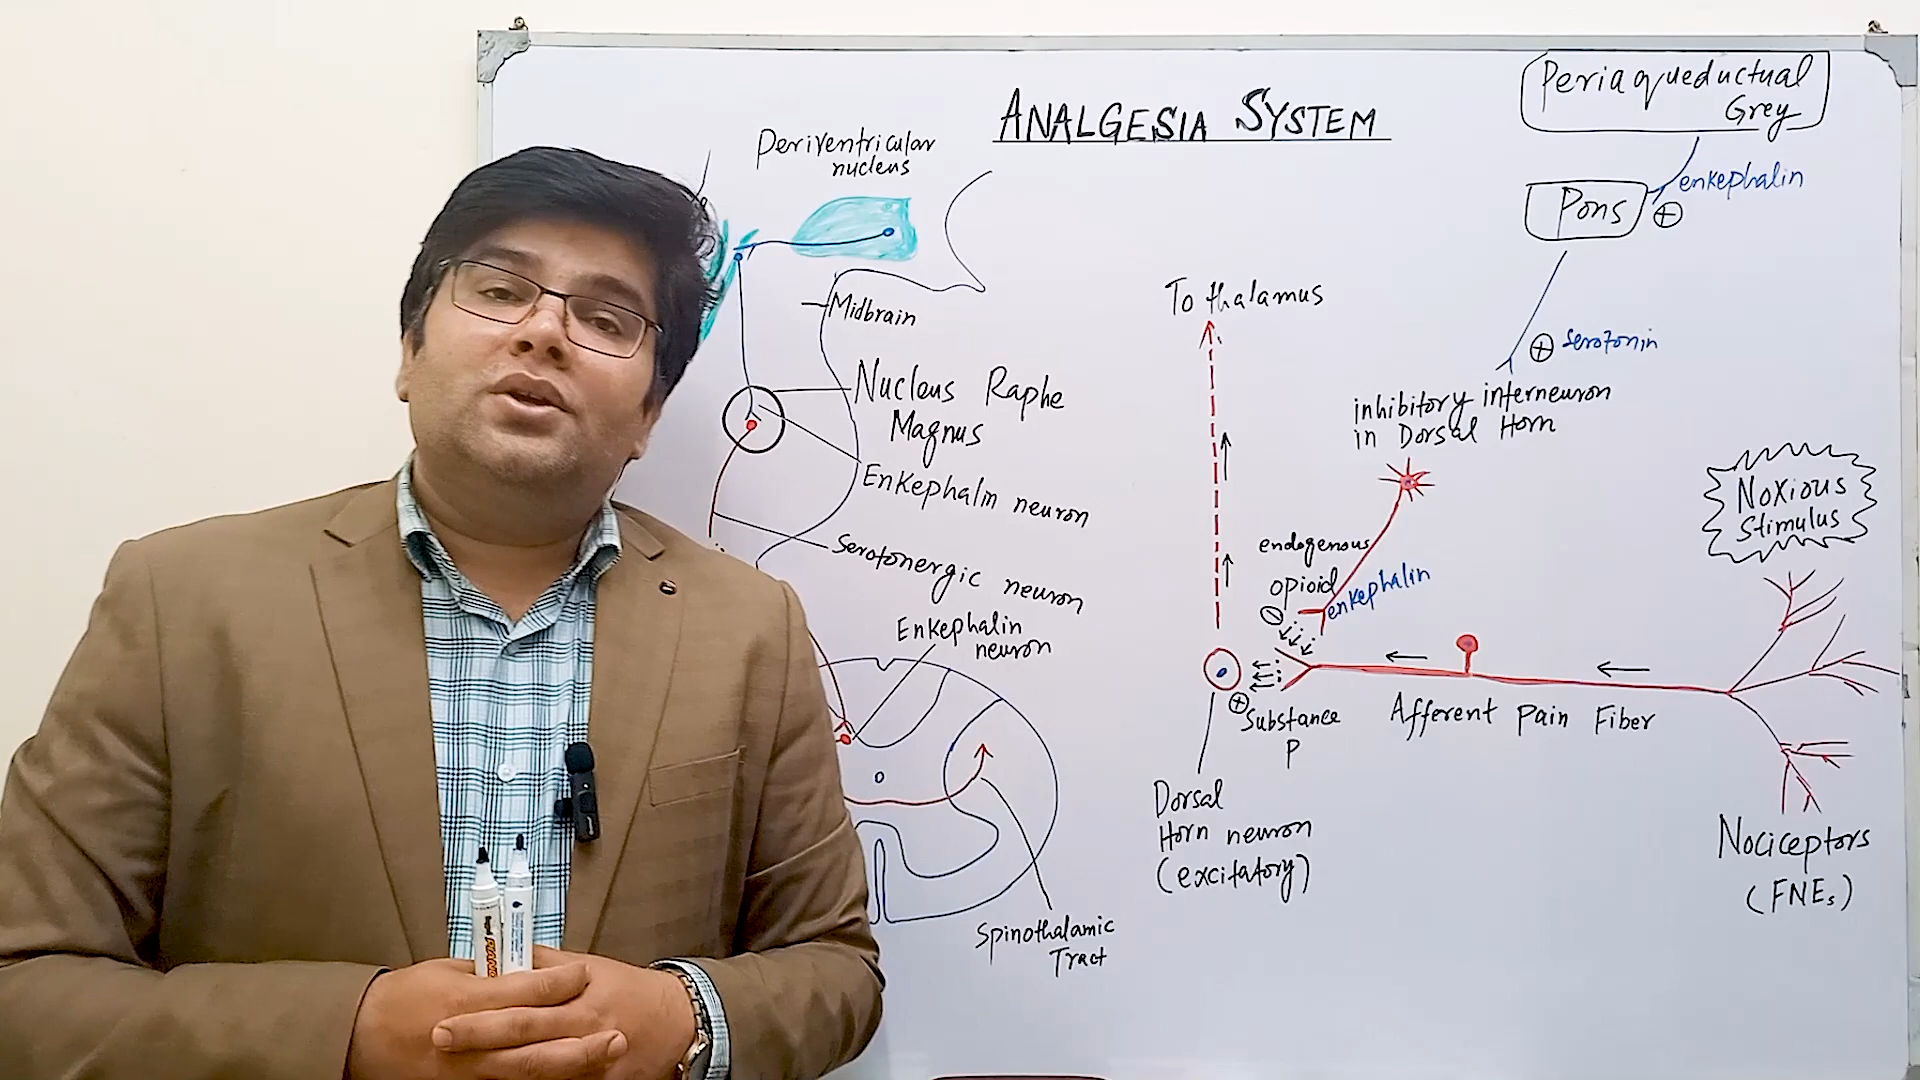 ANALGESIA SYSTEM
Periventricular
nucleus
Midbrain
Nucleus Raphe
Magnus
Enkephalin neuron
Serotonergic neuron
Enkephalin
neuron
Spinothalamic
Tract
Periaqueductual
Grey
enkephalin
Pons
+
To thalamus
+ serotonin
inhibitory interneuron
in Dorsal Horn
Noxious
Stimulus
endogenous
opioid
enkephalin
−
+
Substance
P
Afferent Pain Fiber
Dorsal
Horn neuron
(excitatory)
Nociceptors
(FNEs)